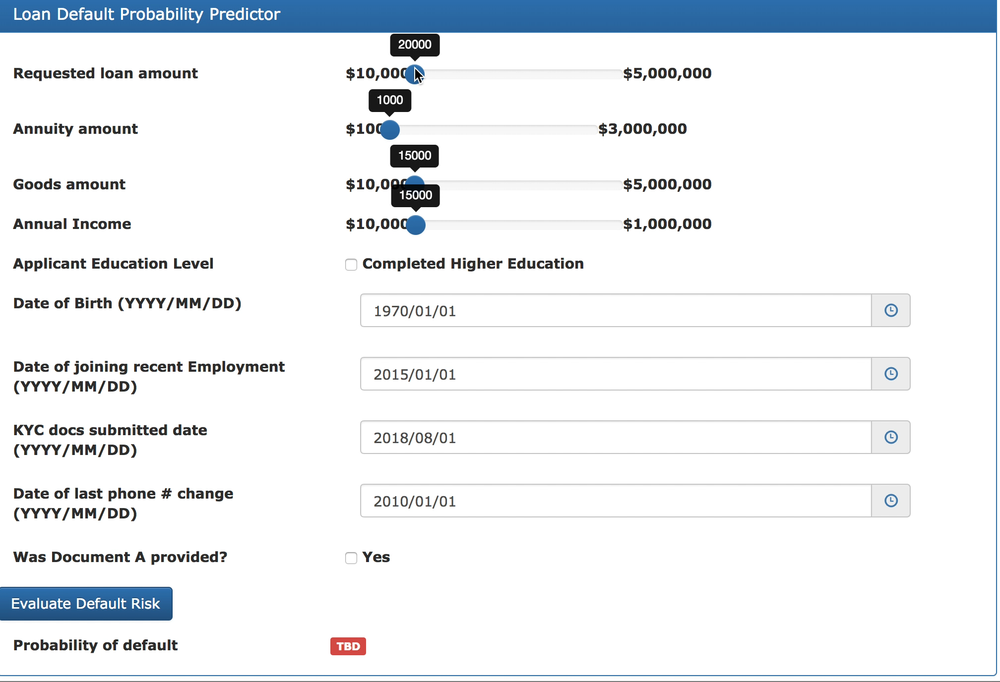 Loan Default Probability Predictor
20000
Requested loan amount $10,000 $5,000,000
1000
Annuity amount $100 $3,000,000
15000
Goods amount $10,000 $5,000,000
15000
Annual Income $10,000 $1,000,000
Applicant Education Level Completed Higher Education
Date of Birth (YYYY/MM/DD) 1970/01/01
Date of joining recent Employment 2015/01/01
(YYYY/MM/DD)
KYC docs submitted date 2018/08/01
(YYYY/MM/DD)
Date of last phone # change 2010/01/01
(YYYY/MM/DD)
Was Document A provided? Yes
Evaluate Default Risk
Probability of default TBD